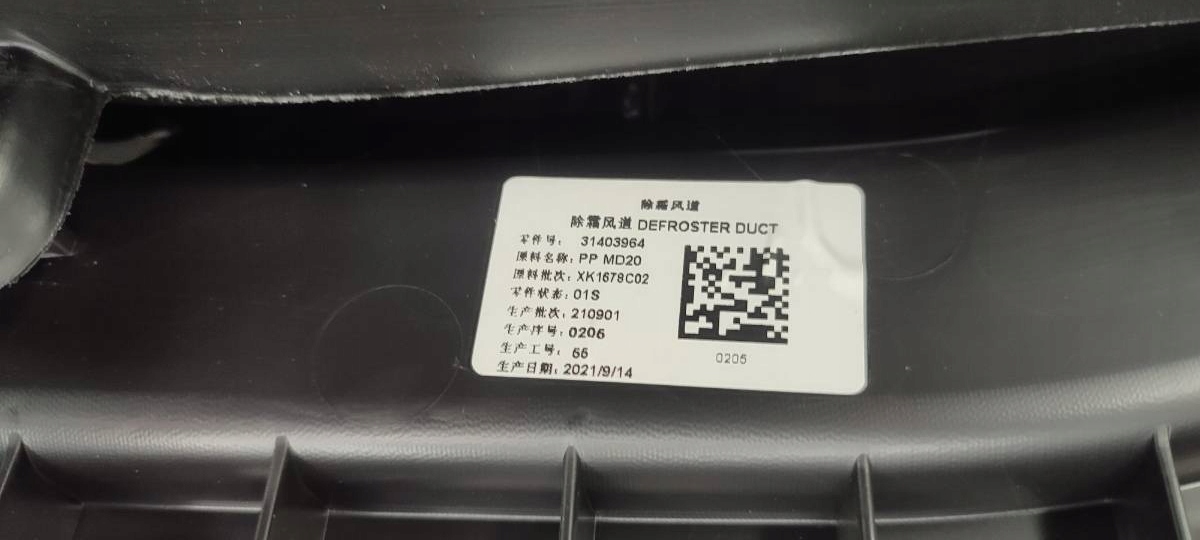 除霜风道
除霜风道 DEFROSTER DUCT
零件号: 31403964
原料名称: PP MD20
原料批次: XK1678C02
零件状态: 01S
生产批次: 210901
生产序号: 0205
生产工号: 55
生产日期: 2021/9/14
0205